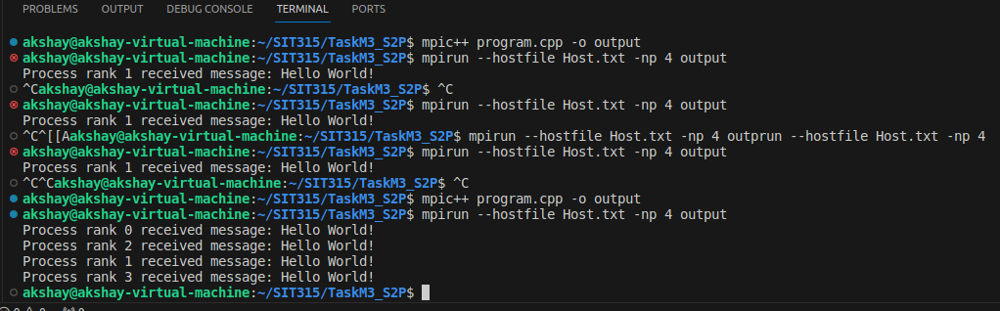 PROBLEMS OUTPUT DEBUG CONSOLE TERMINAL PORTS
akshay@akshay-virtual-machine:~/SIT315/TaskM3_S2P$ mpic++ program.cpp -o output
akshay@akshay-virtual-machine:~/SIT315/TaskM3_S2P$ mpirun --hostfile Host.txt -np 4 output
Process rank 1 received message: Hello World!
^Cakshay@akshay-virtual-machine:~/SIT315/TaskM3_S2P$ ^C
akshay@akshay-virtual-machine:~/SIT315/TaskM3_S2P$ mpirun --hostfile Host.txt -np 4 output
Process rank 1 received message: Hello World!
^C^[[Aakshay@akshay-virtual-machine:~/SIT315/TaskM3_S2P$ mpirun --hostfile Host.txt -np 4 outprun --hostfile Host.txt -np 4
akshay@akshay-virtual-machine:~/SIT315/TaskM3_S2P$ mpirun --hostfile Host.txt -np 4 output
Process rank 1 received message: Hello World!
^C^Cakshay@akshay-virtual-machine:~/SIT315/TaskM3_S2P$ ^C
akshay@akshay-virtual-machine:~/SIT315/TaskM3_S2P$ mpic++ program.cpp -o output
akshay@akshay-virtual-machine:~/SIT315/TaskM3_S2P$ mpirun --hostfile Host.txt -np 4 output
Process rank 0 received message: Hello World!
Process rank 2 received message: Hello World!
Process rank 1 received message: Hello World!
Process rank 3 received message: Hello World!
akshay@akshay-virtual-machine:~/SIT315/TaskM3_S2P$